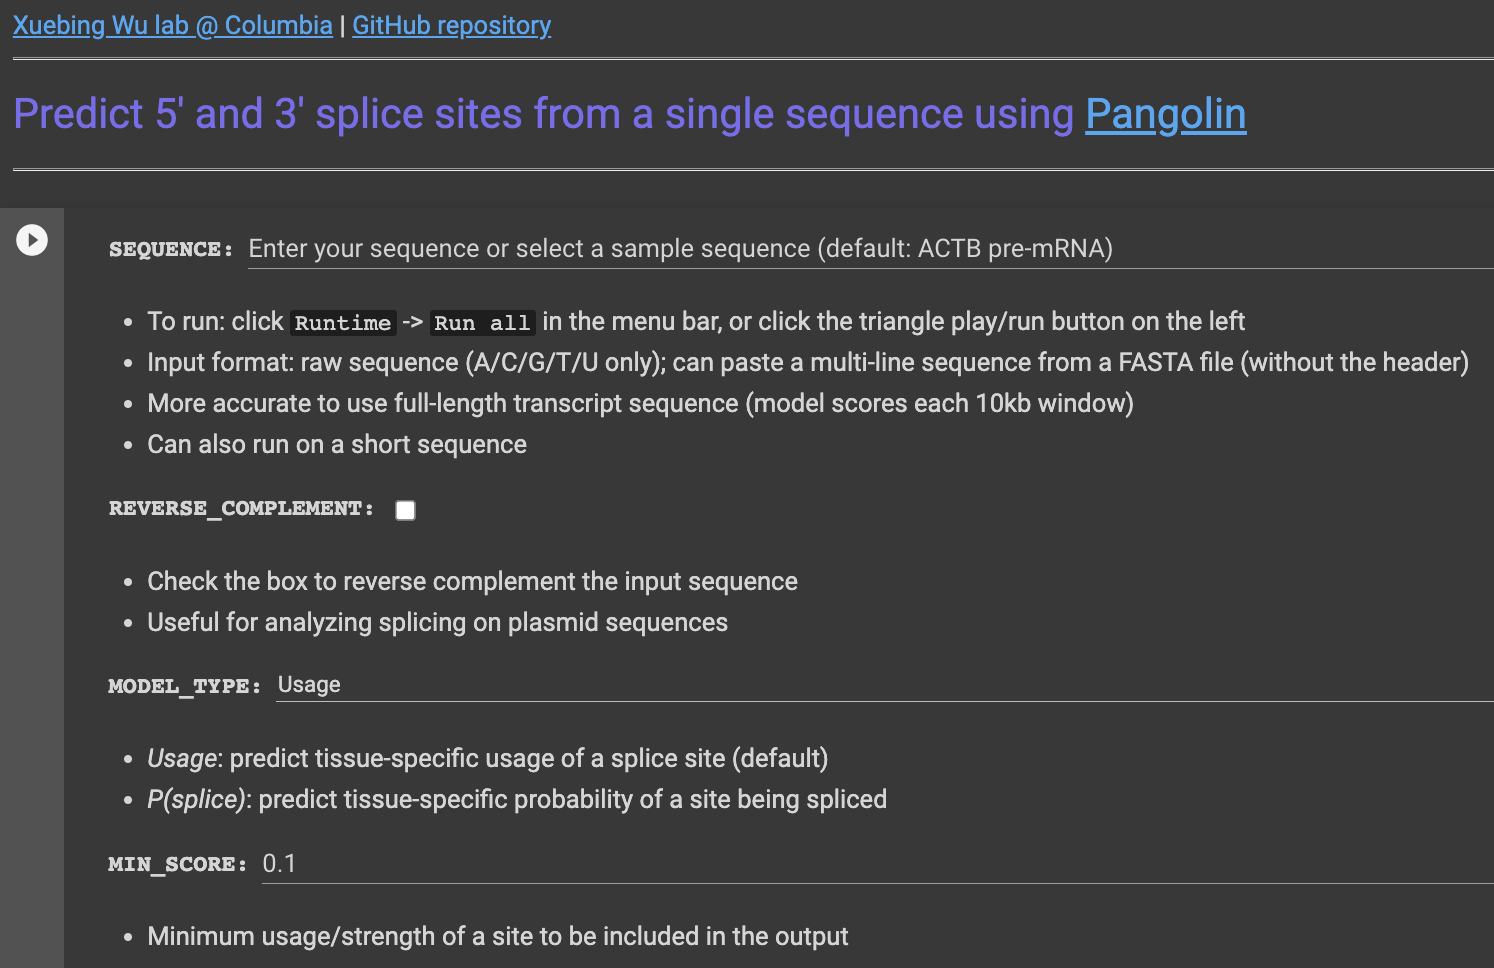 Xuebing Wu lab @ Columbia | GitHub repository
Predict 5' and 3' splice sites from a single sequence using Pangolin
SEQUENCE: Enter your sequence or select a sample sequence (default: ACTB pre-mRNA)
• To run: click Runtime -> Run all in the menu bar, or click the triangle play/run button on the left
• Input format: raw sequence (A/C/G/T/U only); can paste a multi-line sequence from a FASTA file (without the header)
• More accurate to use full-length transcript sequence (model scores each 10kb window)
• Can also run on a short sequence
REVERSE_COMPLEMENT:
• Check the box to reverse complement the input sequence
• Useful for analyzing splicing on plasmid sequences
MODEL_TYPE: Usage
• Usage: predict tissue-specific usage of a splice site (default)
• P(splice): predict tissue-specific probability of a site being spliced
MIN_SCORE: 0.1
• Minimum usage/strength of a site to be included in the output